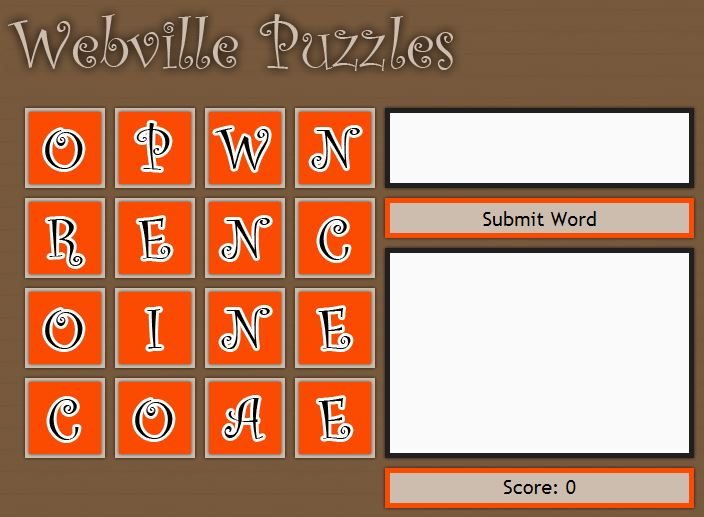 Webville Puzzles
O P W N
R E N C
Submit Word
O I N E
C O A E
Score: 0